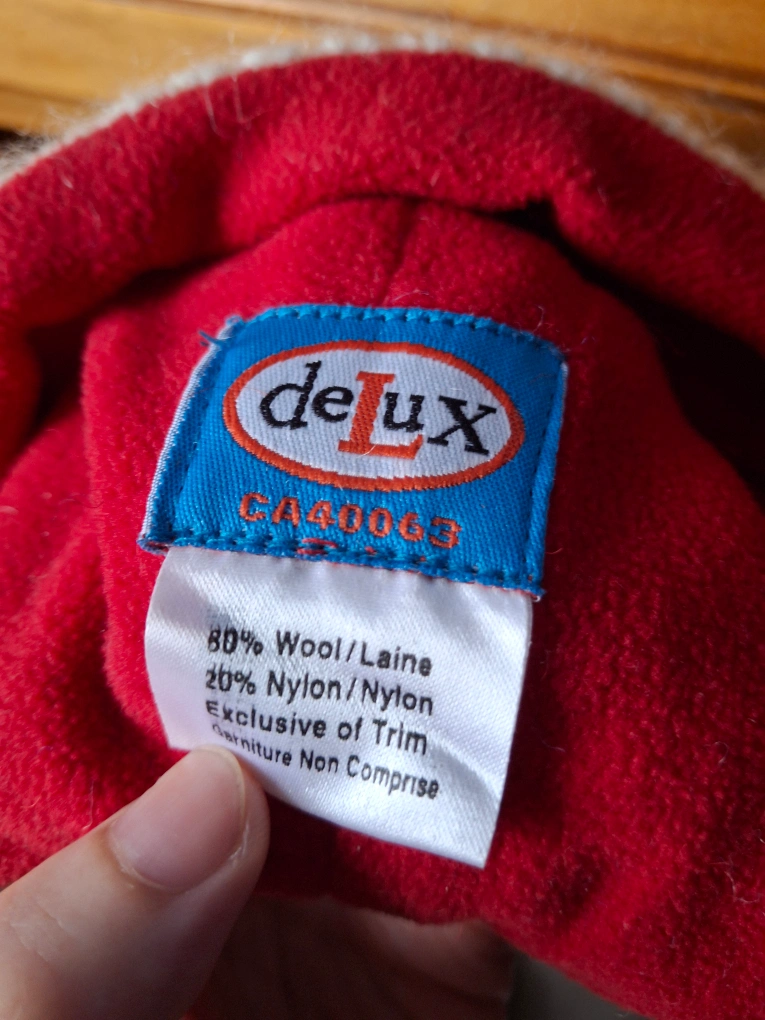 deLux
CA40063
80% Wool/Laine
20% Nylon/Nylon
Exclusive of Trim
Garniture Non Comprise